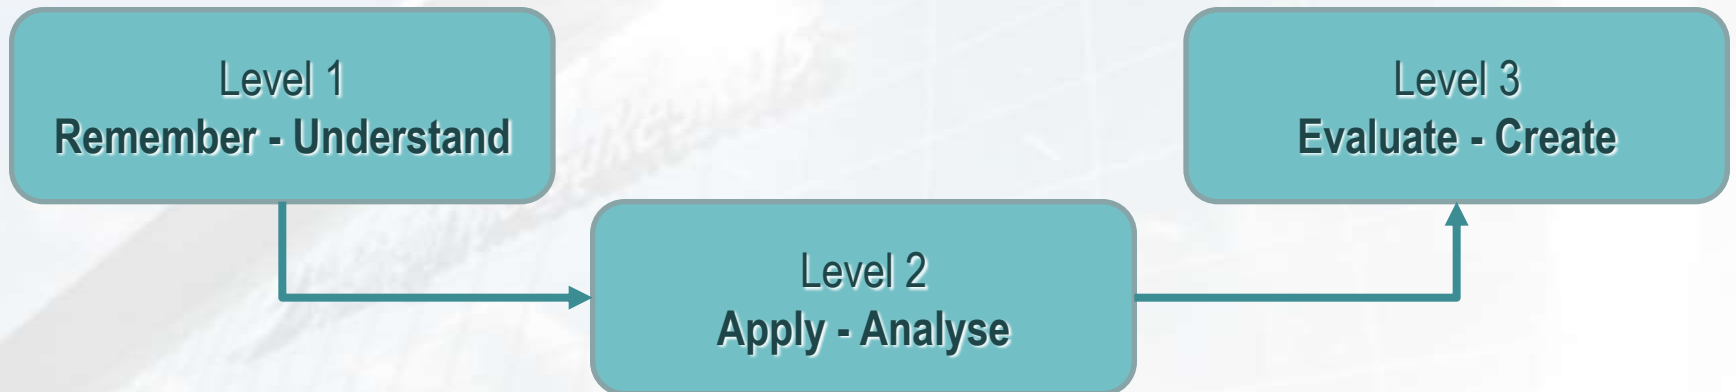 Level 1
Remember - Understand
Level 2
Apply - Analyse
Level 3
Evaluate - Create